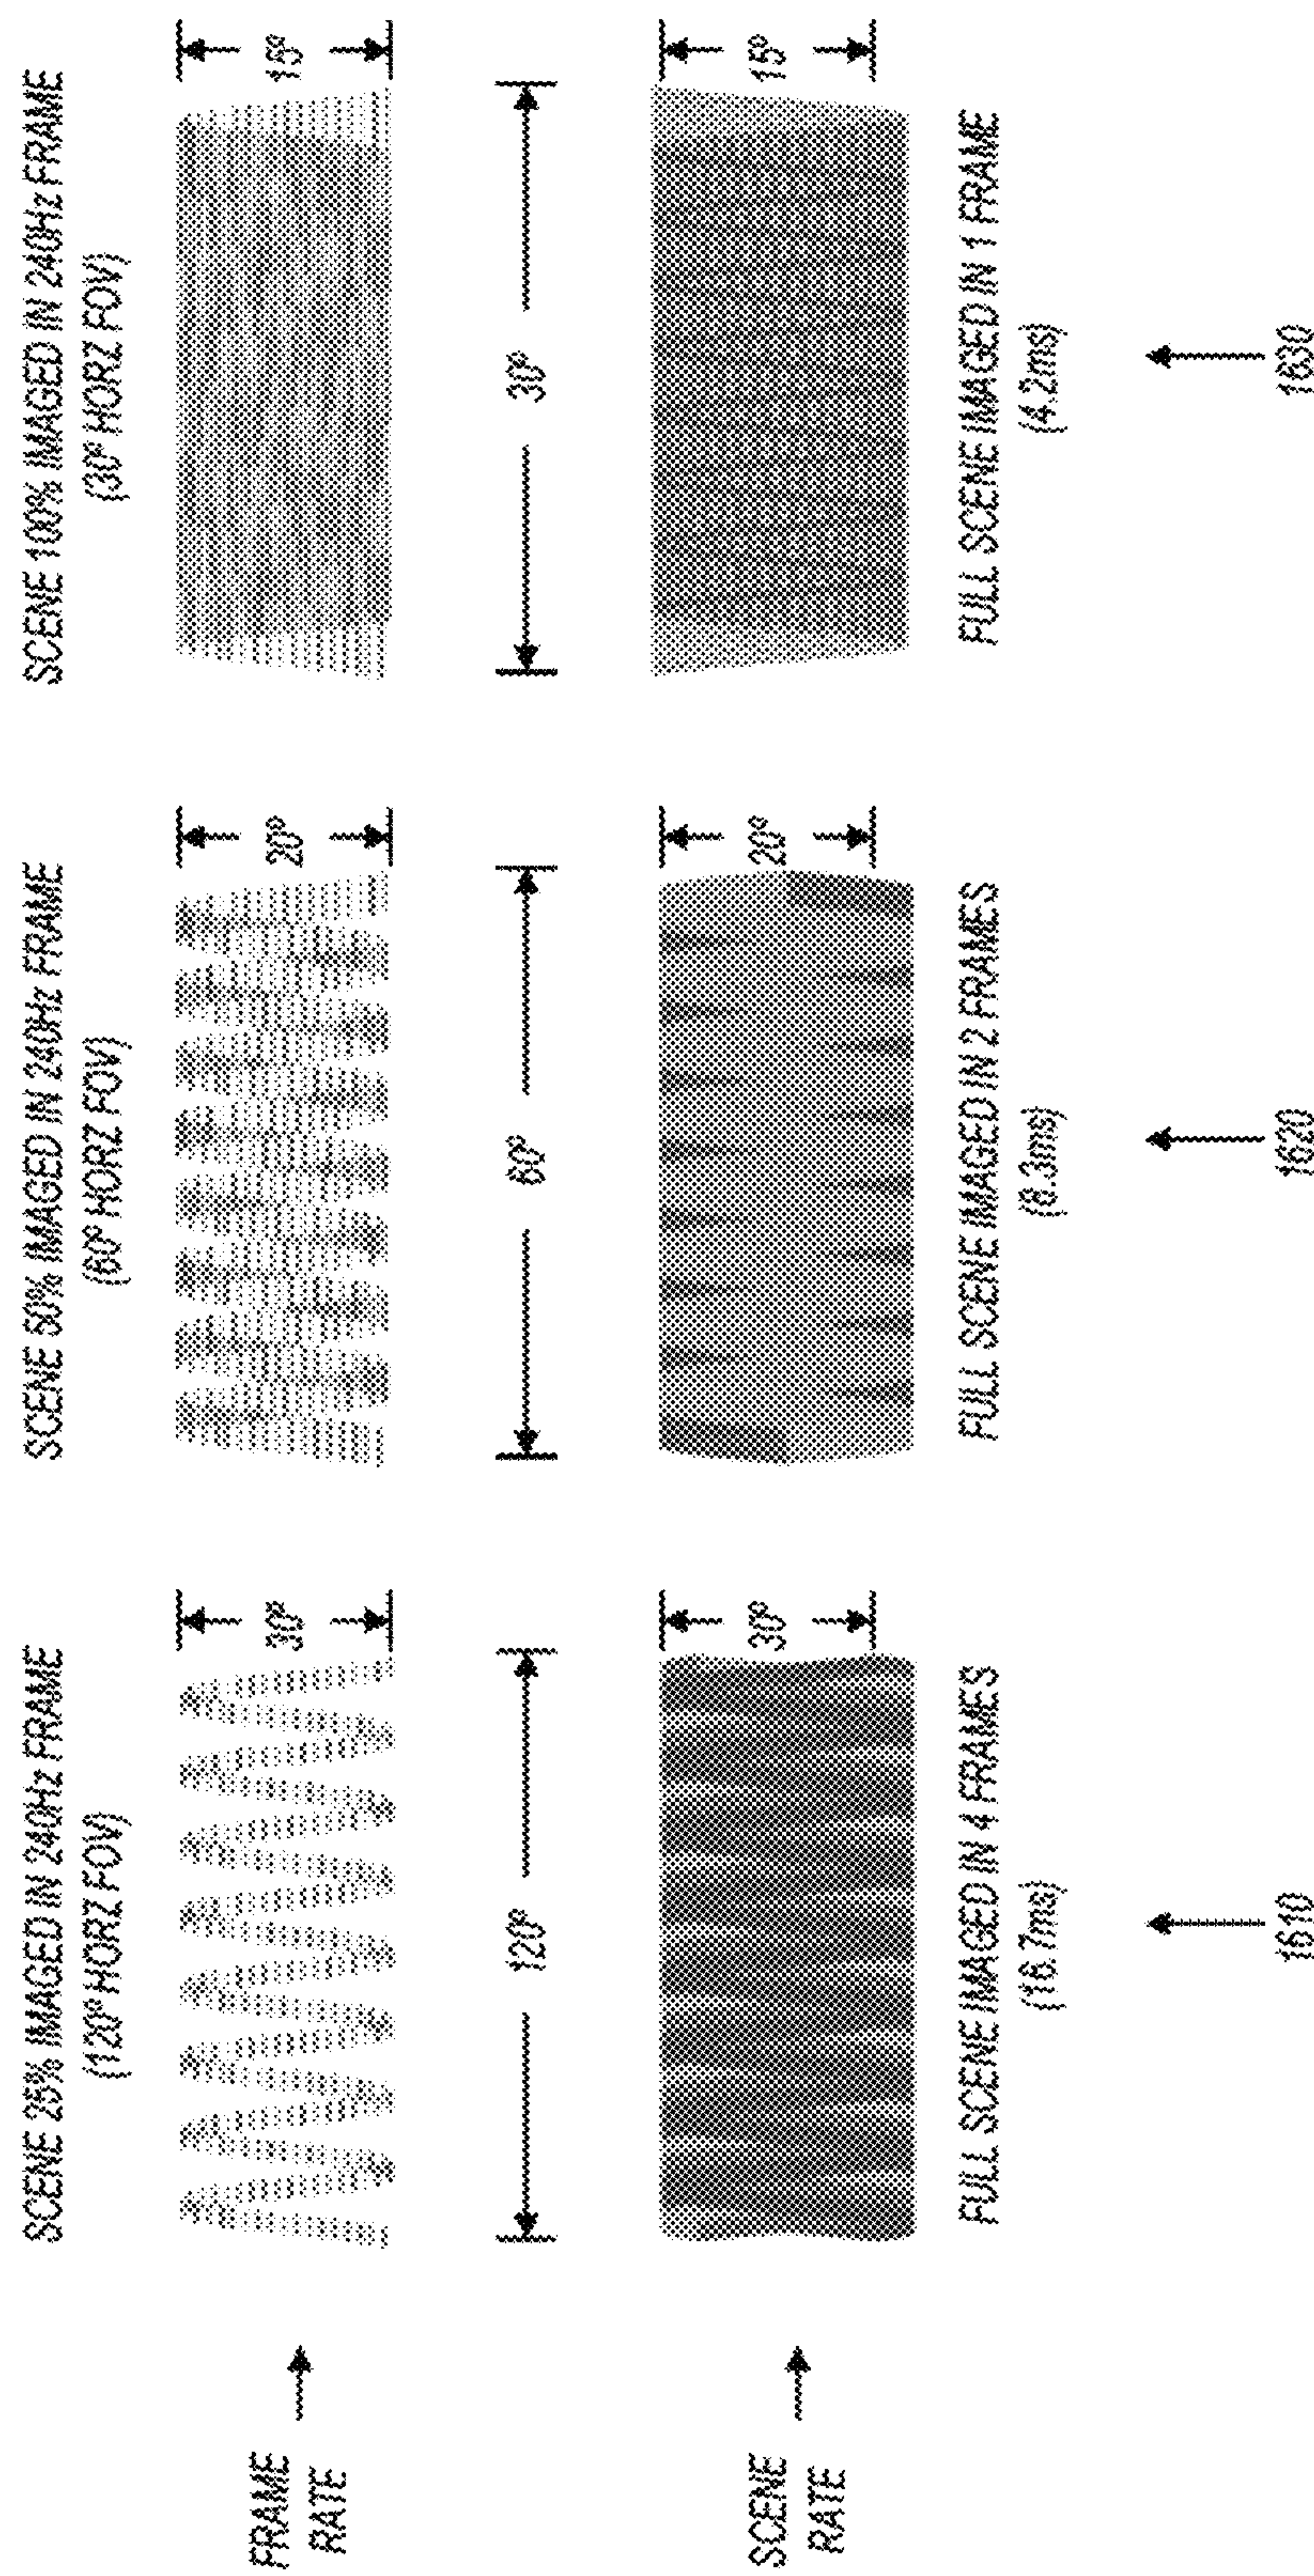 SCENE 25% IMAGED IN 240Hz FRAME
(120° HORZ FOV)
SCENE 50% IMAGED IN 240Hz FRAME
(60° HORZ FOV)
SCENE 100% IMAGED IN 240Hz FRAME
(30° HORZ FOV)
FRAME
RATE
30°
20°
15°
120°
60°
30°
SCENE
RATE
30°
20°
15°
FULL SCENE IMAGED IN 4 FRAMES
(16.7ms)
FULL SCENE IMAGED IN 2 FRAMES
(8.3ms)
FULL SCENE IMAGED IN 1 FRAME
(4.2ms)
1610
1620
1630